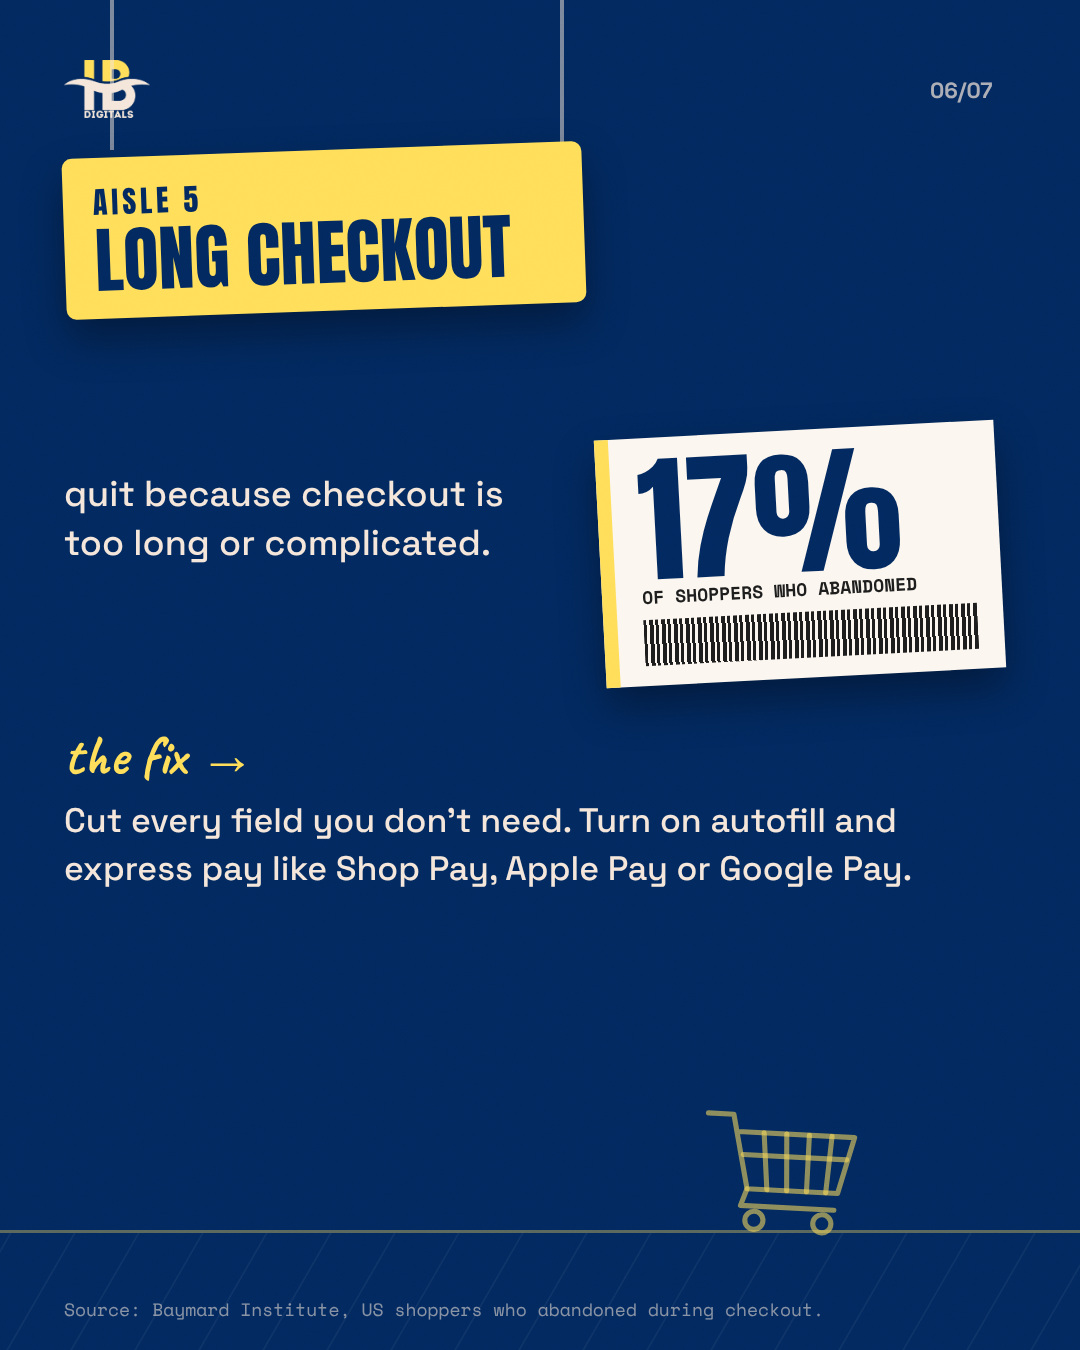 HB
DIGITALS
06/07
AISLE 5
LONG CHECKOUT
quit because checkout is
too long or complicated.
17%
OF SHOPPERS WHO ABANDONED
the fix →
Cut every field you don’t need. Turn on autofill and
express pay like Shop Pay, Apple Pay or Google Pay.
Source: Baymard Institute, US shoppers who abandoned during checkout.